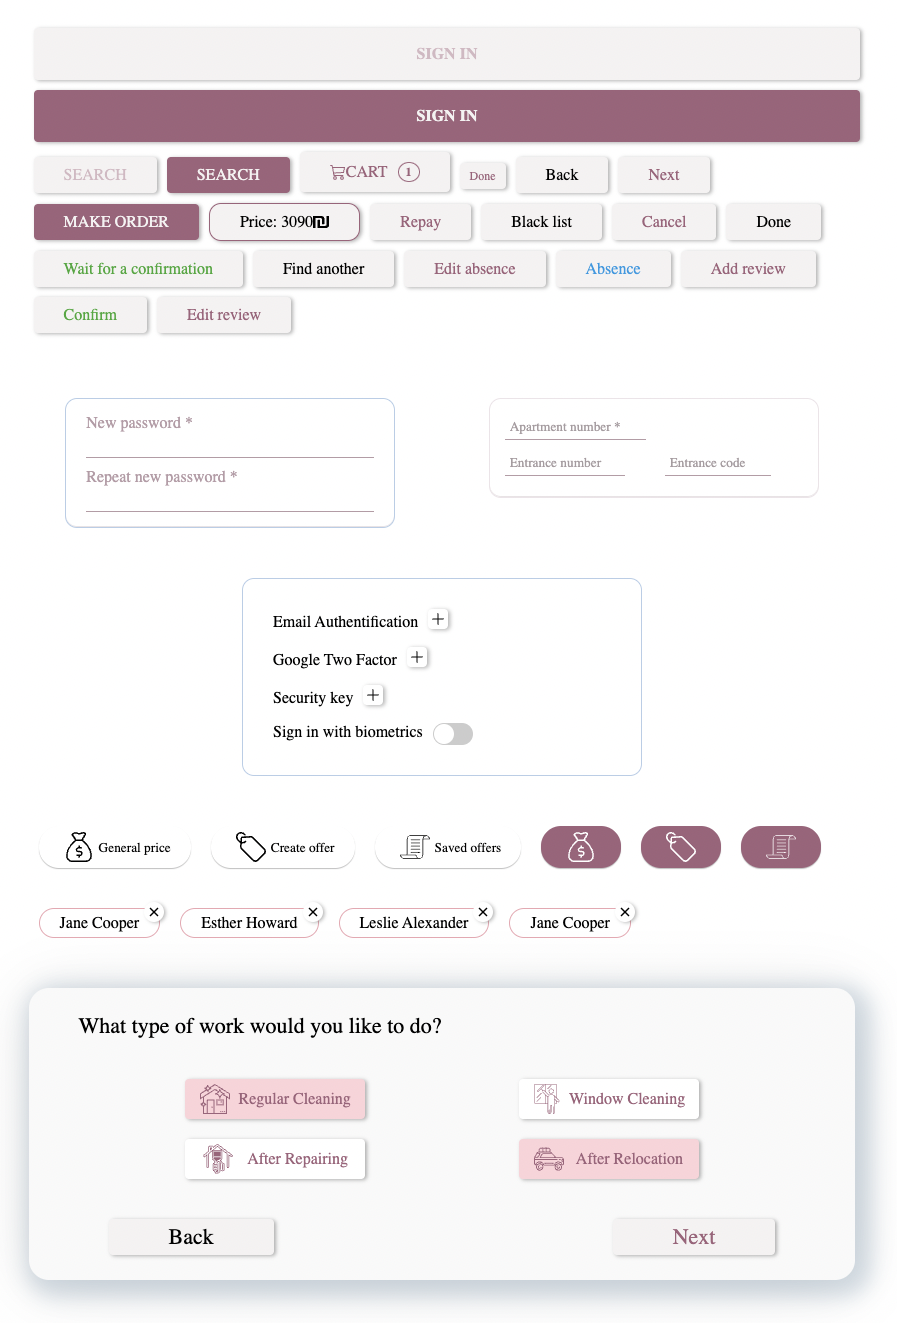 SIGN IN
SIGN IN
SEARCH SEARCH CART 1 Done Back Next
MAKE ORDER Price: 3090₪ Repay Black list Cancel Done
Wait for a confirmation Find another Edit absence Absence Add review
Confirm Edit review
New password *
Repeat new password *
Apartment number *
Entrance number Entrance code
Email Authentification
Google Two Factor
Security key
Sign in with biometrics
General price Create offer Saved offers
Jane Cooper Esther Howard Leslie Alexander Jane Cooper
What type of work would you like to do?
Regular Cleaning Window Cleaning
After Repairing After Relocation
Back Next